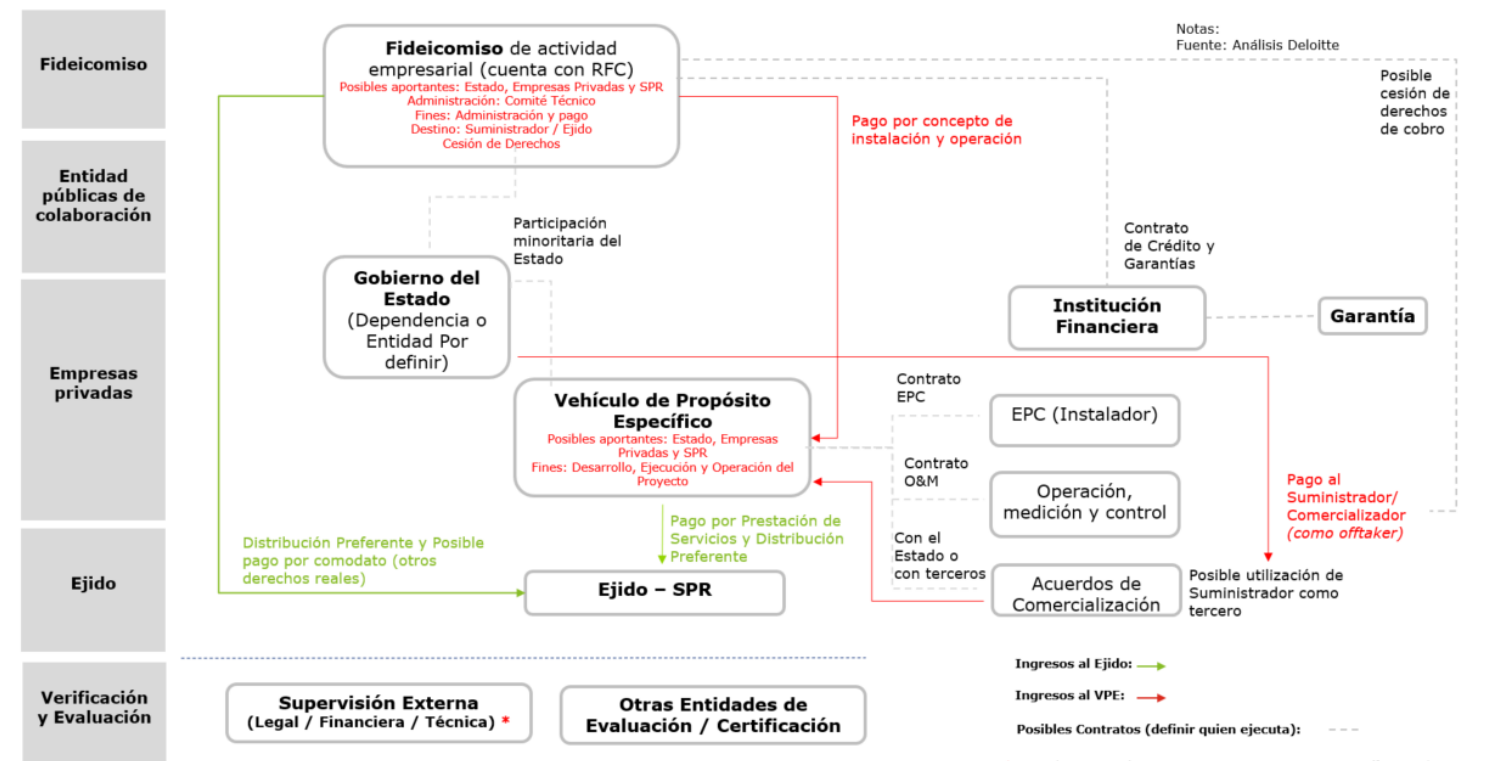 Fideicomiso
Entidad
públicas de
colaboración
Empresas
privadas
Ejido
Verificación
y Evaluación
Fideicomiso de actividad
empresarial (cuenta con RFC)
Posibles aportantes: Estado, Empresas Privadas y SPR
Administración: Comité Técnico
Fines: Administración y pago
Destino: Suministrador / Ejido
Cesión de Derechos
Notas:
Fuente: Análisis Deloitte
Posible
cesión de
derechos
de cobro
Pago por concepto de
instalación y operación
Participación
minoritaria del
Estado
Contrato
de Crédito y
Garantías
Gobierno del
Estado
(Dependencia o
Entidad Por
definir)
Institución
Financiera
Garantía
Vehículo de Propósito
Específico
Posibles aportantes: Estado, Empresas
Privadas y SPR
Fines: Desarrollo, Ejecución y Operación del
Proyecto
Contrato
EPC
EPC (Instalador)
Contrato
O&M
Operación,
medición y control
Pago al
Suministrador/
Comercializador
(como offtaker)
Pago por Prestación de
Servicios y Distribución
Preferente
Distribución Preferente y Posible
pago por comodato (otros
derechos reales)
Con el
Estado o
con terceros
Ejido – SPR
Acuerdos de
Comercialización
Posible utilización de
Suministrador como
tercero
Supervisión Externa
(Legal / Financiera / Técnica) *
Otras Entidades de
Evaluación / Certificación
Ingresos al Ejido:
Ingresos al VPE:
Posibles Contratos (definir quien ejecuta):